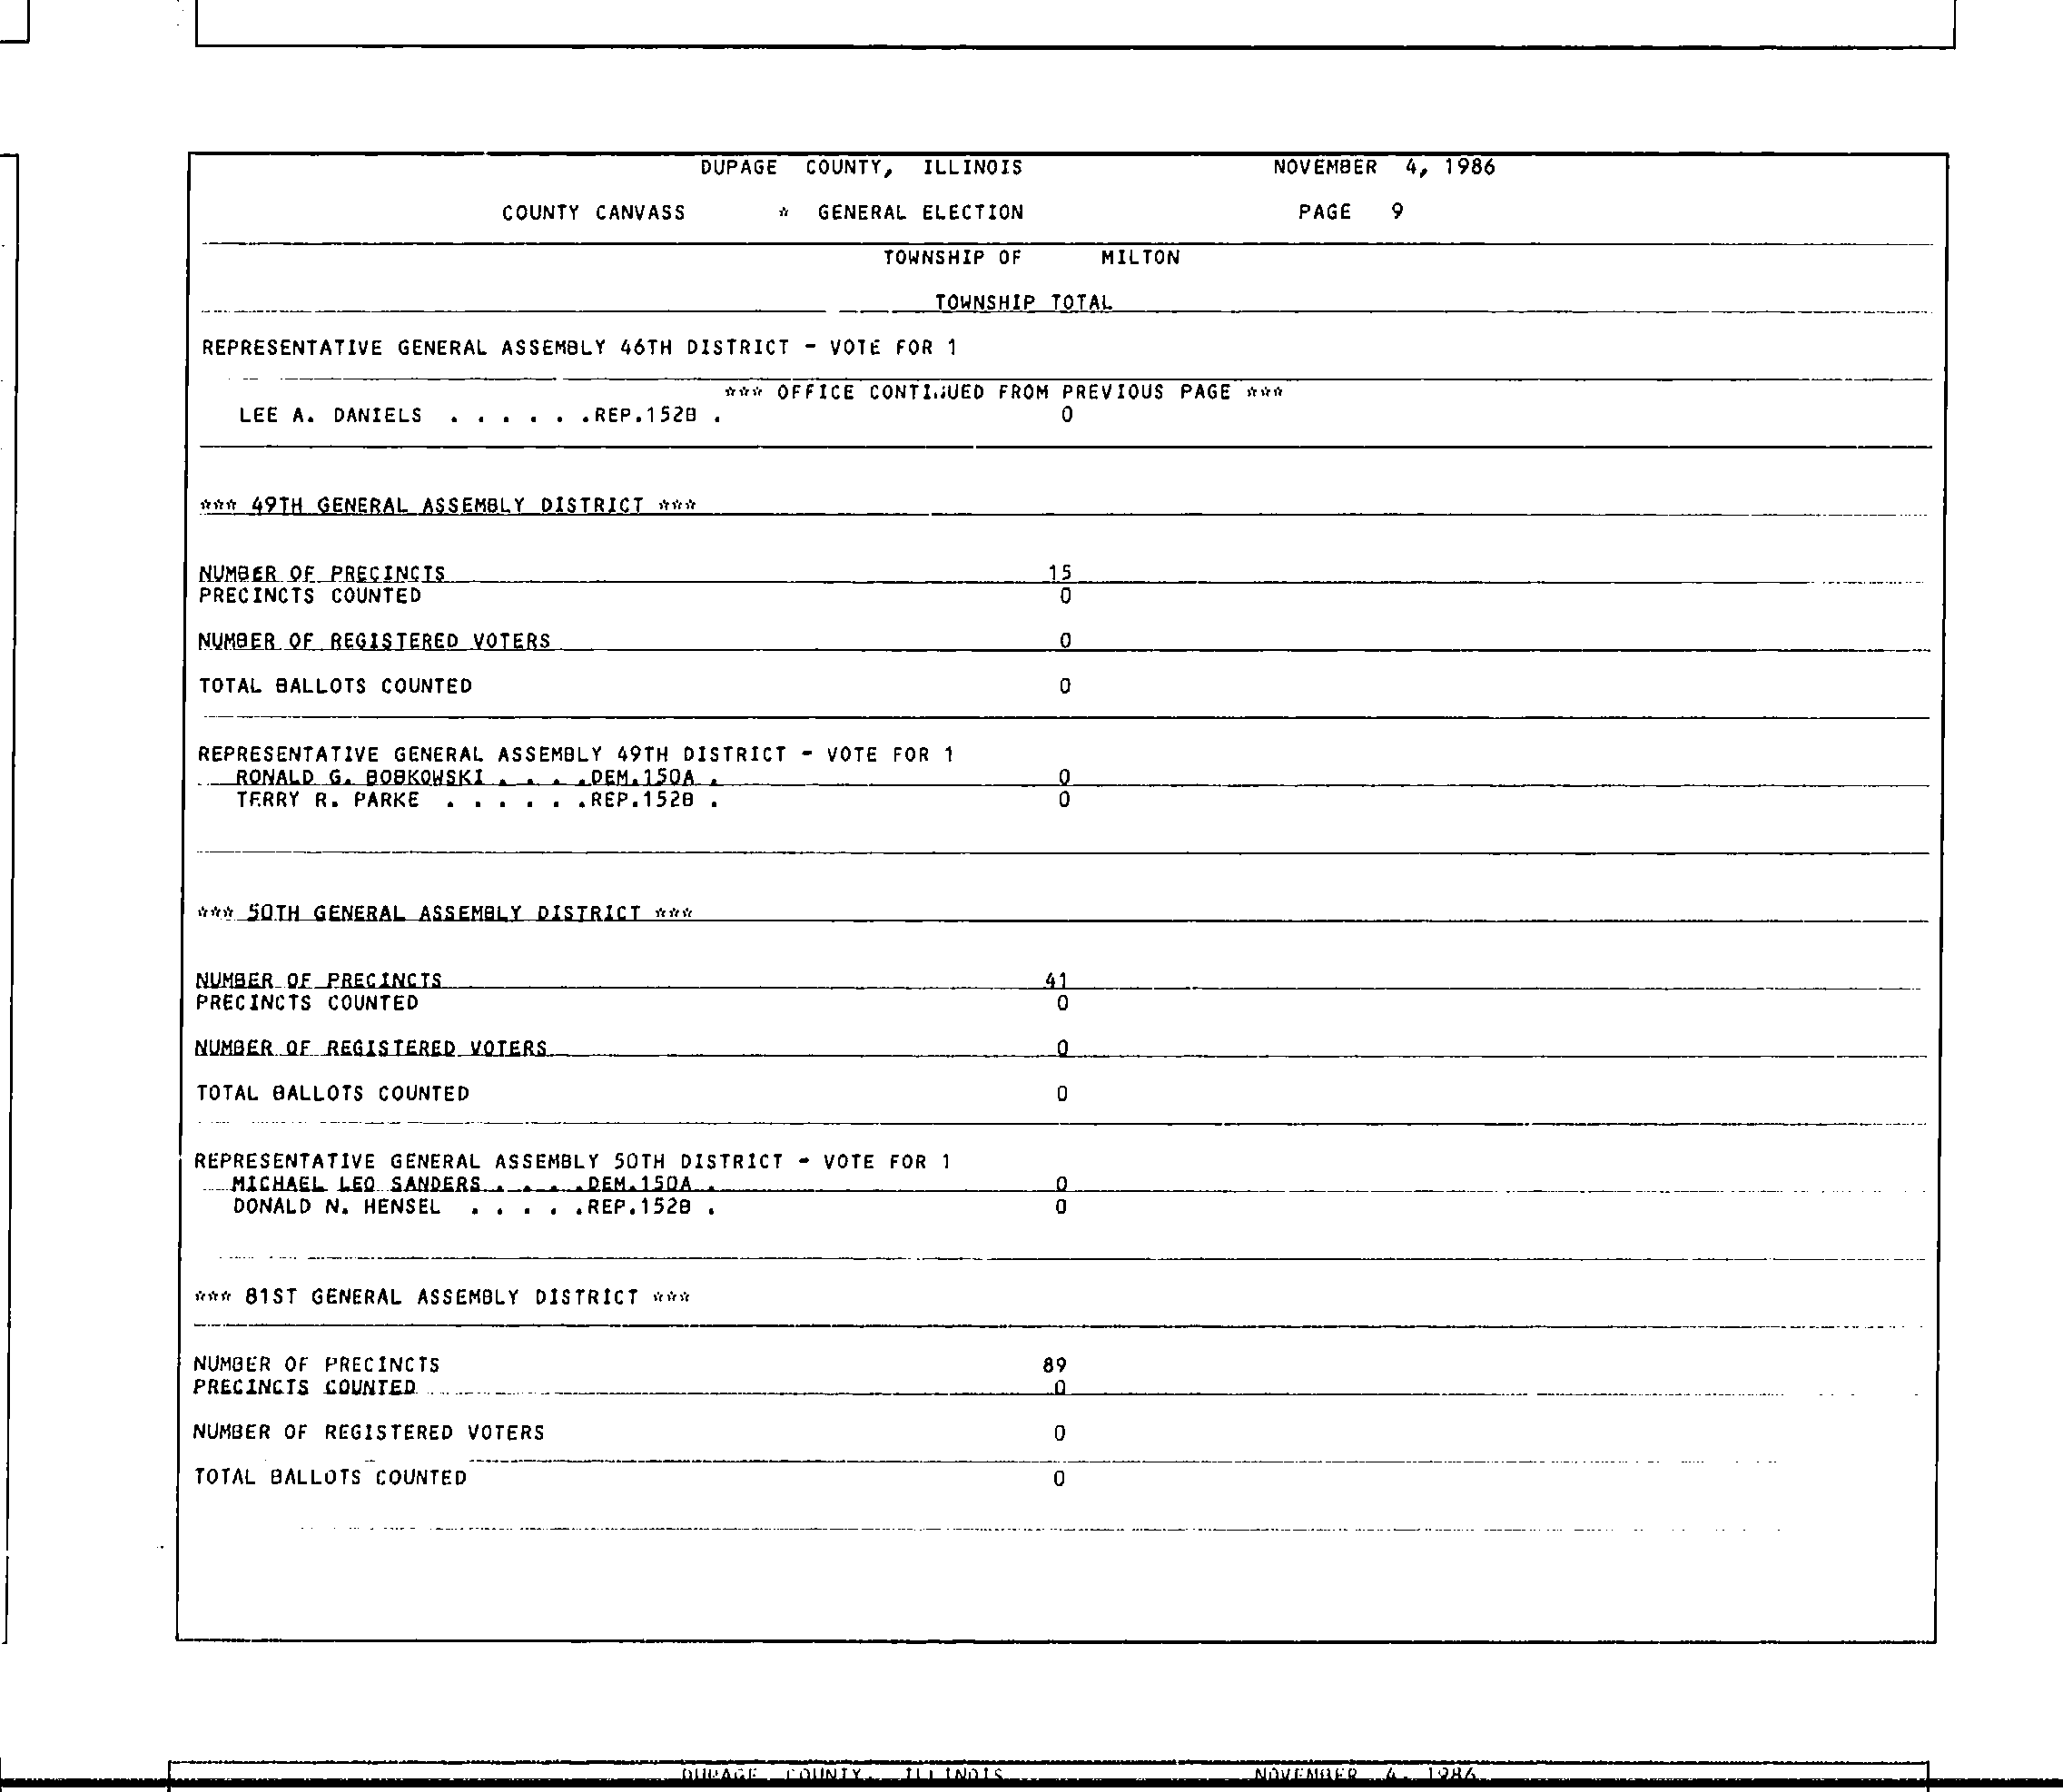 DUPAGE COUNTY, ILLINOIS NOVEMBER 4, 1986
COUNTY CANVASS * GENERAL ELECTION PAGE 9
TOWNSHIP OF MILTON
TOWNSHIP TOTAL
REPRESENTATIVE GENERAL ASSEMBLY 46TH DISTRICT - VOTE FOR 1
*** OFFICE CONTINUED FROM PREVIOUS PAGE ***
LEE A. DANIELS . . . . . .REP.152B . 0
*** 49TH GENERAL ASSEMBLY DISTRICT ***
NUMBER OF PRECINCTS 15
PRECINCTS COUNTED 0
NUMBER OF REGISTERED VOTERS 0
TOTAL BALLOTS COUNTED 0
REPRESENTATIVE GENERAL ASSEMBLY 49TH DISTRICT - VOTE FOR 1
RONALD G. BOBKOWSKI . . . .DEM.150A . 0
TERRY R. PARKE . . . . . .REP.152B . 0
*** 50TH GENERAL ASSEMBLY DISTRICT ***
NUMBER OF PRECINCTS 41
PRECINCTS COUNTED 0
NUMBER OF REGISTERED VOTERS 0
TOTAL BALLOTS COUNTED 0
REPRESENTATIVE GENERAL ASSEMBLY 50TH DISTRICT - VOTE FOR 1
MICHAEL LEO SANDERS . . . .DEM.150A . 0
DONALD N. HENSEL . . . . .REP.152B . 0
*** 81ST GENERAL ASSEMBLY DISTRICT ***
NUMBER OF PRECINCTS 89
PRECINCTS COUNTED 0
NUMBER OF REGISTERED VOTERS 0
TOTAL BALLOTS COUNTED 0
DUPAGE COUNTY, ILLINOIS NOVEMBER 4, 1986